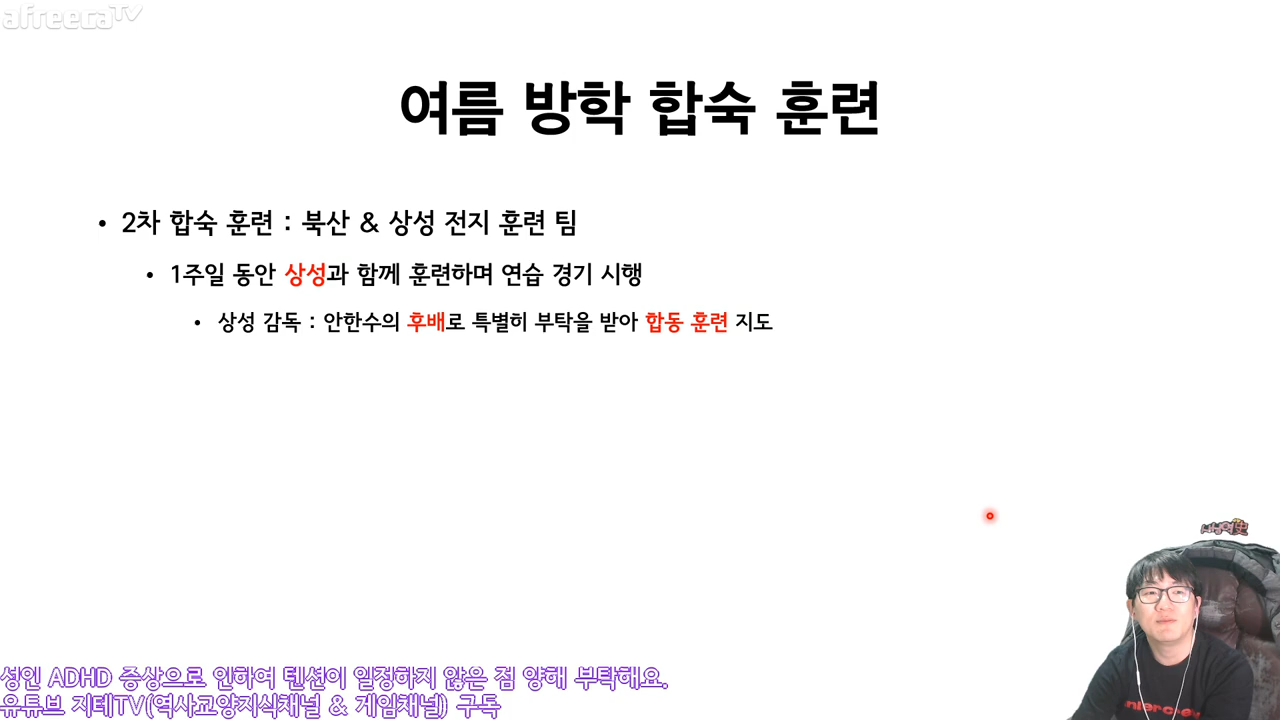 afreecaTV
여름 방학 합숙 훈련
• 2차 합숙 훈련 : 북산 & 상성 전지 훈련 팀
• 1주일 동안 상성과 함께 훈련하며 연습 경기 시행
• 상성 감독 : 안한수의 후배로 특별히 부탁을 받아 합동 훈련 지도
성인 ADHD 증상으로 인하여 텐션이 일정하지 않은 점 양해 부탁해요.
유튜브 지테TV(역사교양지식채널 & 게임채널) 구독